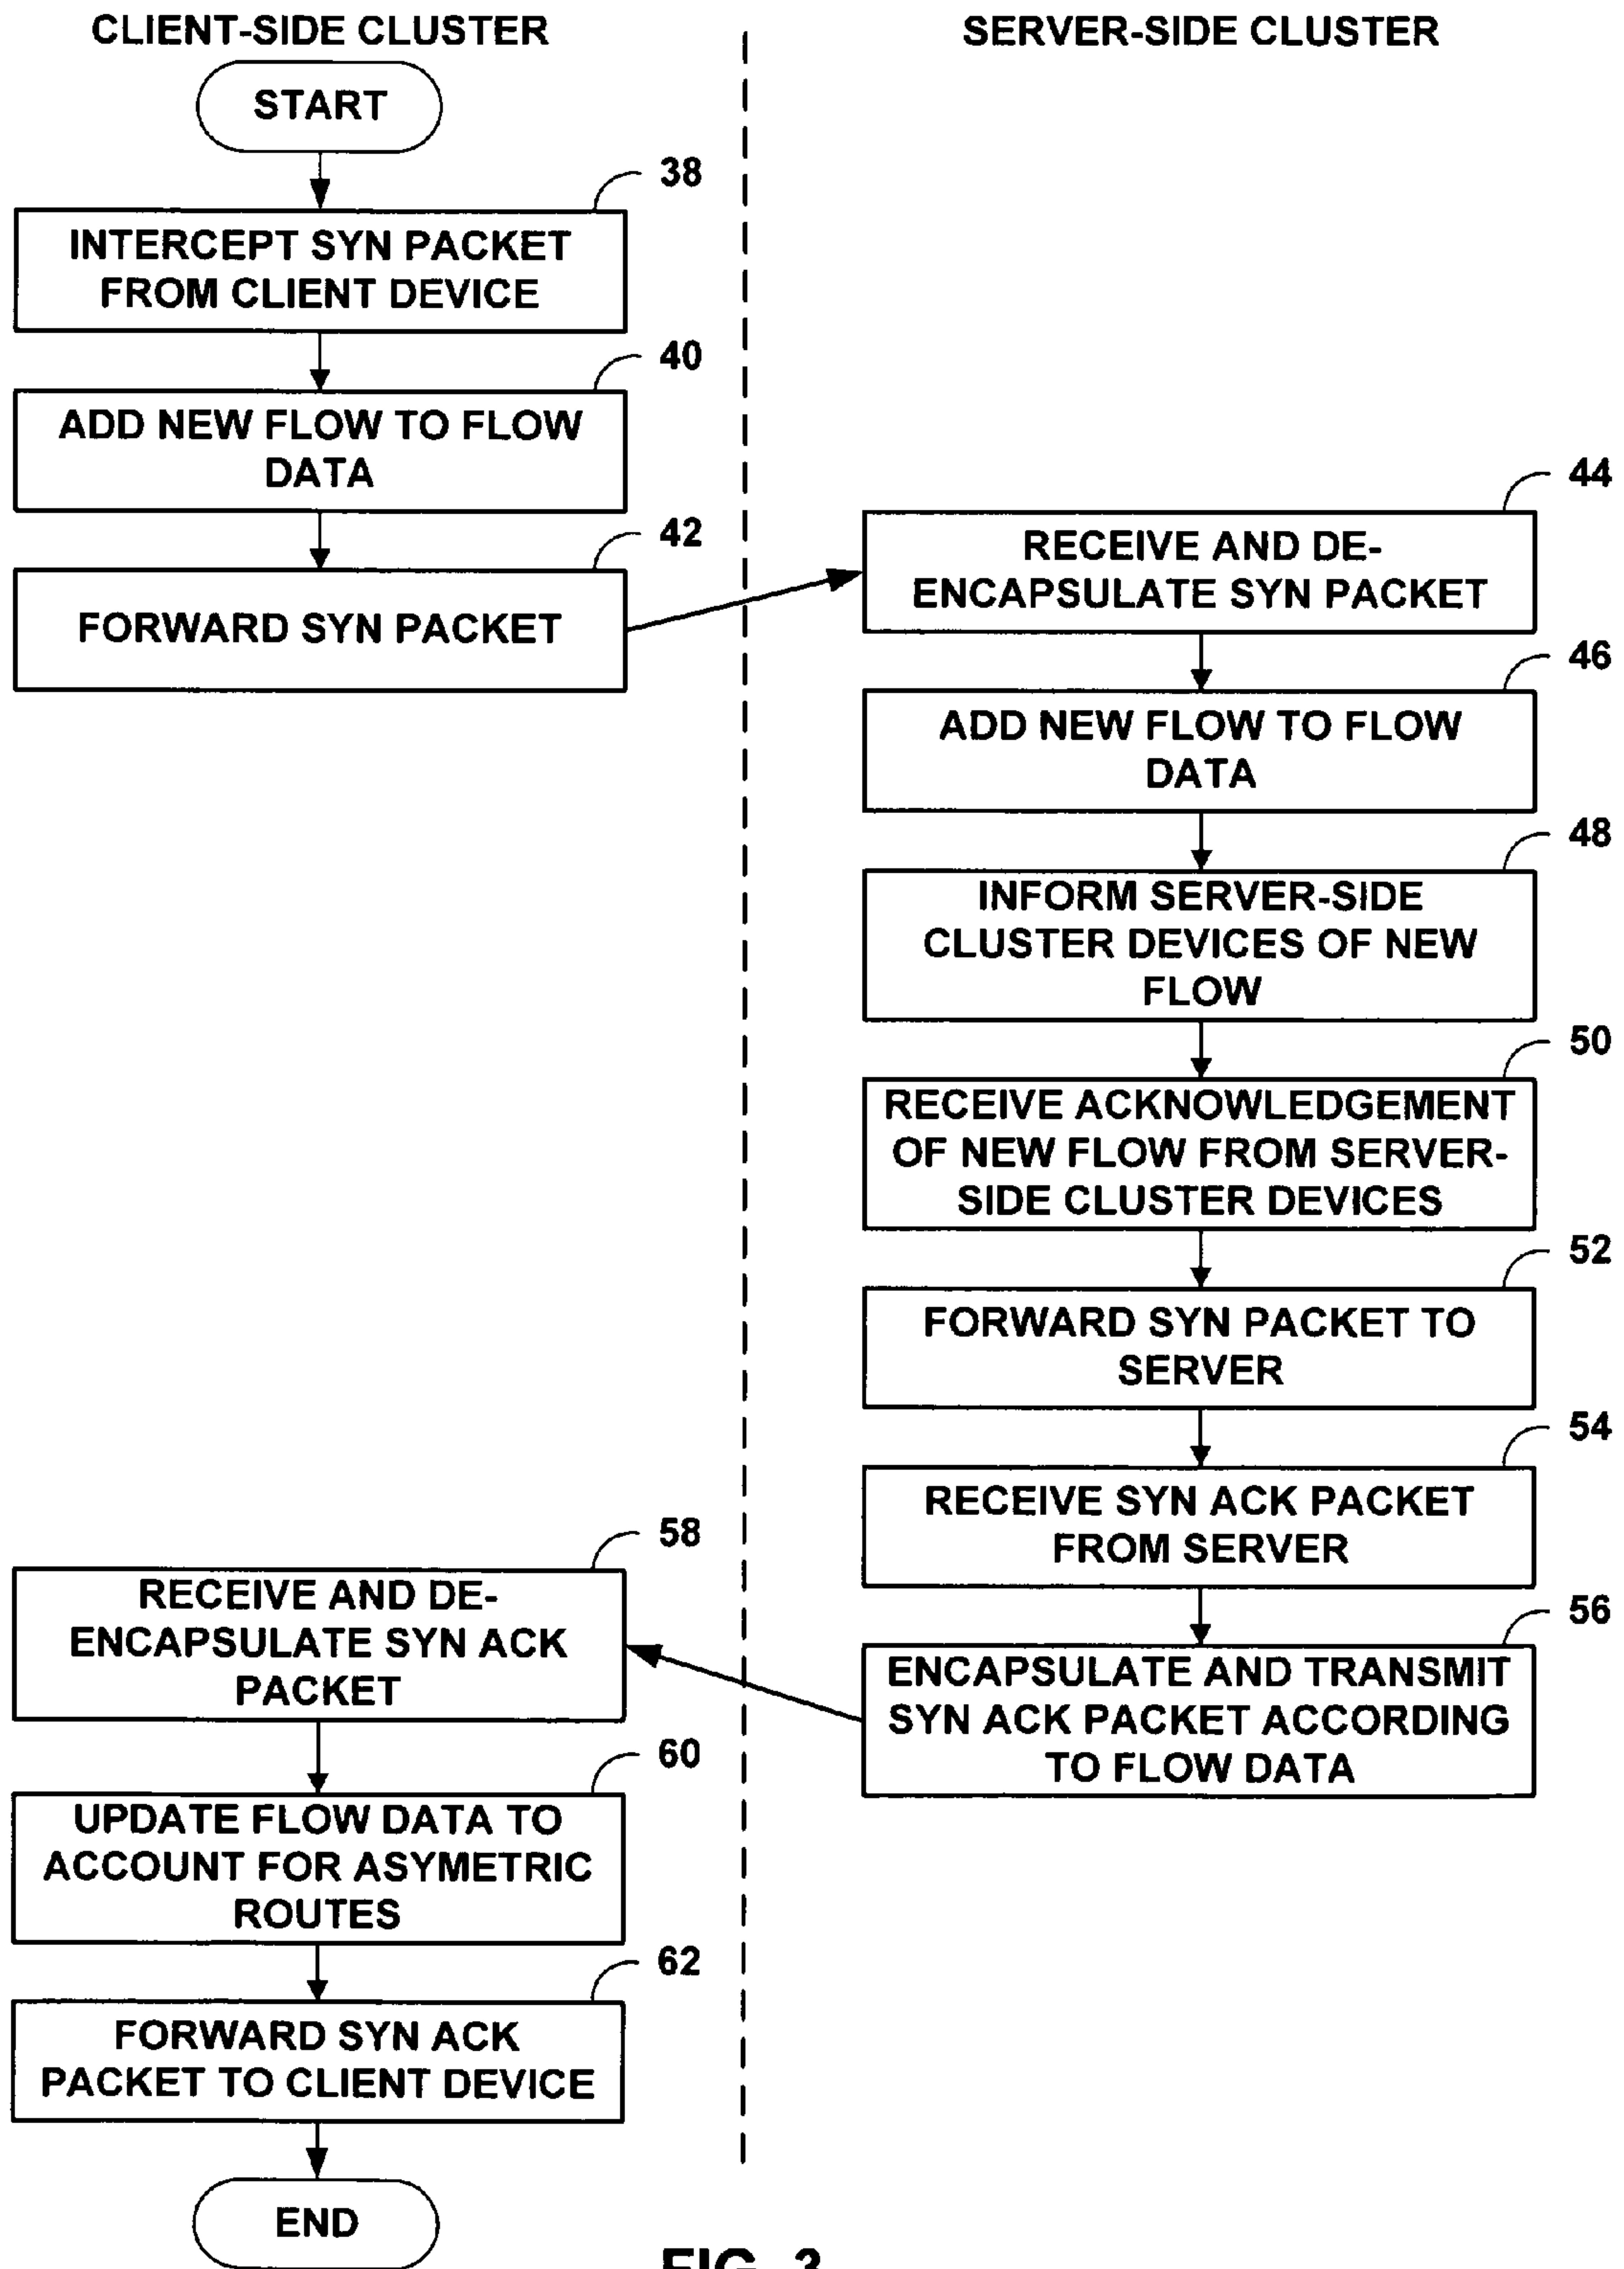 CLIENT-SIDE CLUSTER
SERVER-SIDE CLUSTER
START
38
INTERCEPT SYN PACKET
FROM CLIENT DEVICE
40
ADD NEW FLOW TO FLOW
DATA
42
FORWARD SYN PACKET
44
RECEIVE AND DE-
ENCAPSULATE SYN PACKET
46
ADD NEW FLOW TO FLOW
DATA
48
INFORM SERVER-SIDE
CLUSTER DEVICES OF NEW
FLOW
50
RECEIVE ACKNOWLEDGEMENT
OF NEW FLOW FROM SERVER-
SIDE CLUSTER DEVICES
52
FORWARD SYN PACKET TO
SERVER
54
RECEIVE SYN ACK PACKET
FROM SERVER
56
ENCAPSULATE AND TRANSMIT
SYN ACK PACKET ACCORDING
TO FLOW DATA
58
RECEIVE AND DE-
ENCAPSULATE SYN ACK
PACKET
60
UPDATE FLOW DATA TO
ACCOUNT FOR ASYMETRIC
ROUTES
62
FORWARD SYN ACK
PACKET TO CLIENT DEVICE
END
FIG. 3